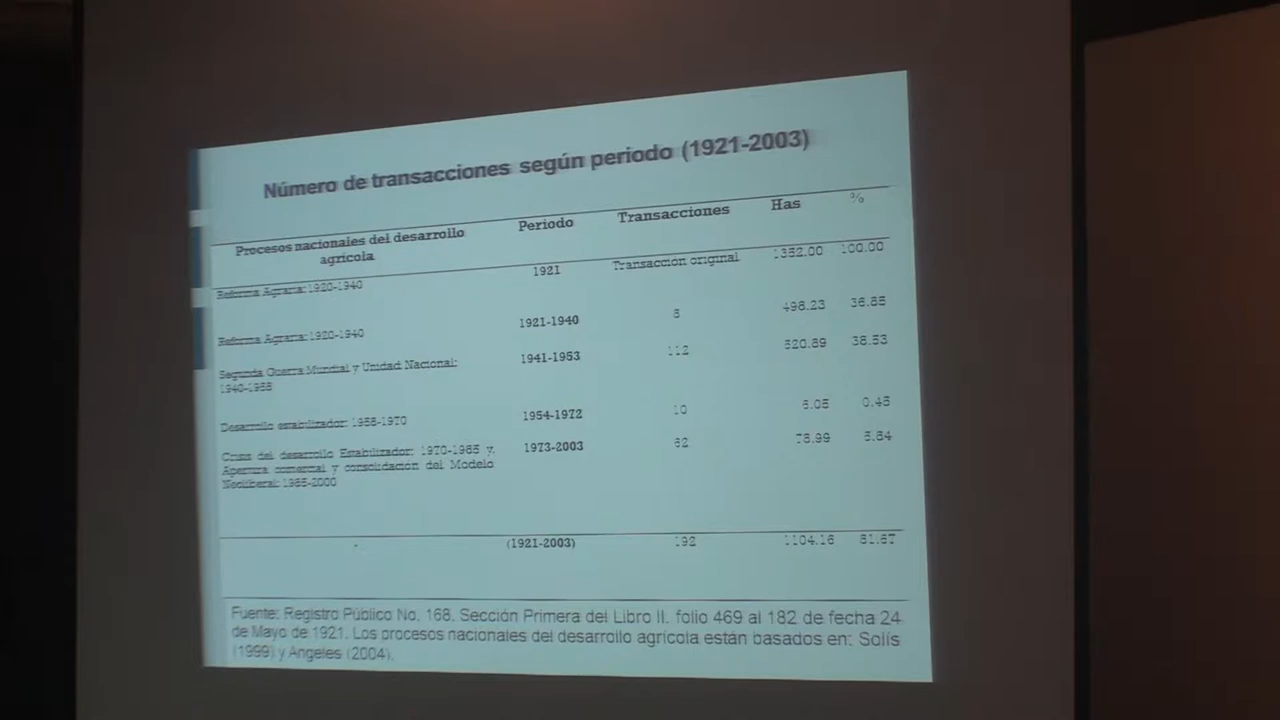 Número de transacciones según periodo (1921-2003)
Procesos nacionales del desarrollo agrícola Periodo Transacciones Has %
Reforma Agraria: 1920-1940 1921 Transacción original 1352.00 100.00
Reforma Agraria: 1920-1940 1921-1940 8 498.23 36.85
Segunda Guerra Mundial y Unidad Nacional: 1941-1953 112 520.89 38.53
1940-1958
Desarrollo estabilizador: 1958-1970 1954-1972 10 6.05 0.45
Crisis del desarrollo Estabilizador: 1970-1985 y, 1973-2003 62 78.99 5.84
Apertura comercial y consolidación del Modelo
Neoliberal: 1985-2000
- (1921-2003) 192 1104.16 81.67
Fuente: Registro Público No. 168. Sección Primera del Libro II. folio 469 al 182 de fecha 24
de Mayo de 1921. Los procesos nacionales del desarrollo agrícola están basados en: Solís
(1999) y Angeles (2004).